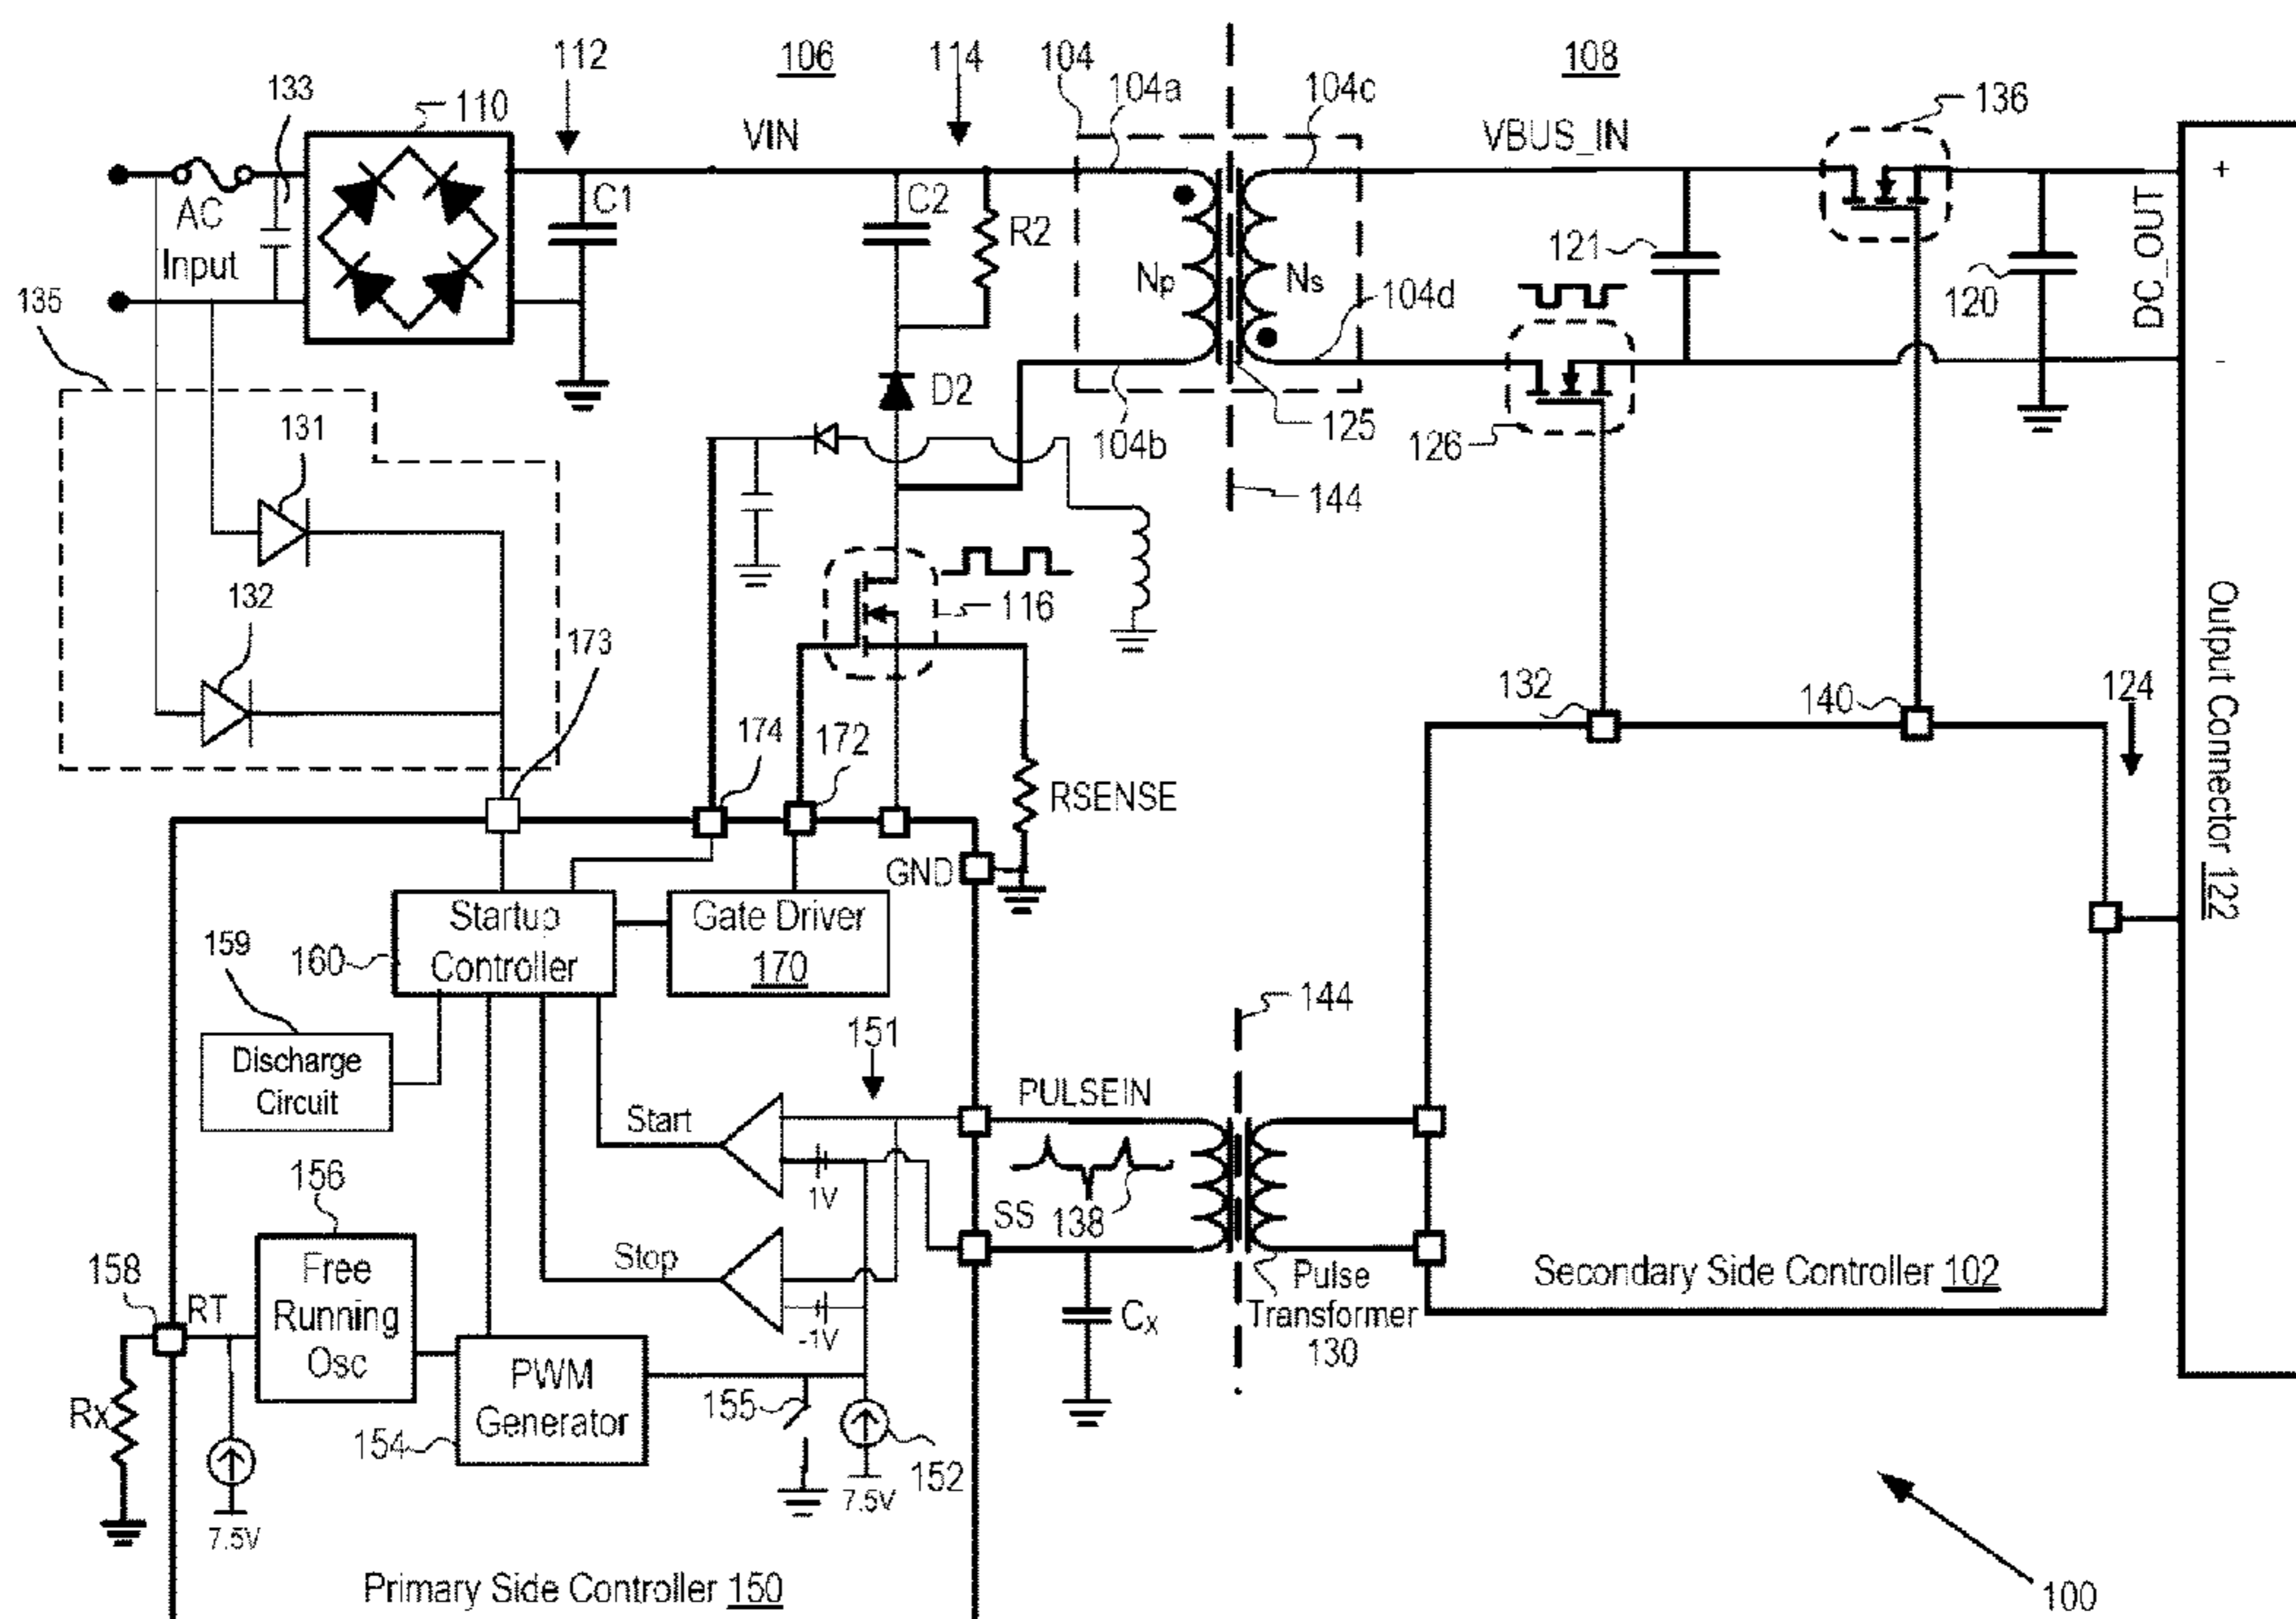 112
106
114
104
108
104a
104c
136
133
110
VIN
VBUS_IN
AC
Input
C1
C2
R2
Np
Ns
104d
121
120
DC_OUT
+
-
135
D2
104b
125
126
131
144
132
116
173
174
172
RSENSE
132
140
124
Output Connector 122
GND
Startup
Controller
160
Gate Driver
170
159
Discharge
Circuit
151
144
PULSEIN
Start
1V
SS
138
156
Stop
-1V
158
RT
Free
Running
Osc
Cx
Pulse
Transformer
130
Secondary Side Controller 102
Rx
PWM
Generator
154
155
152
7.5V
7.5V
Primary Side Controller 150
100